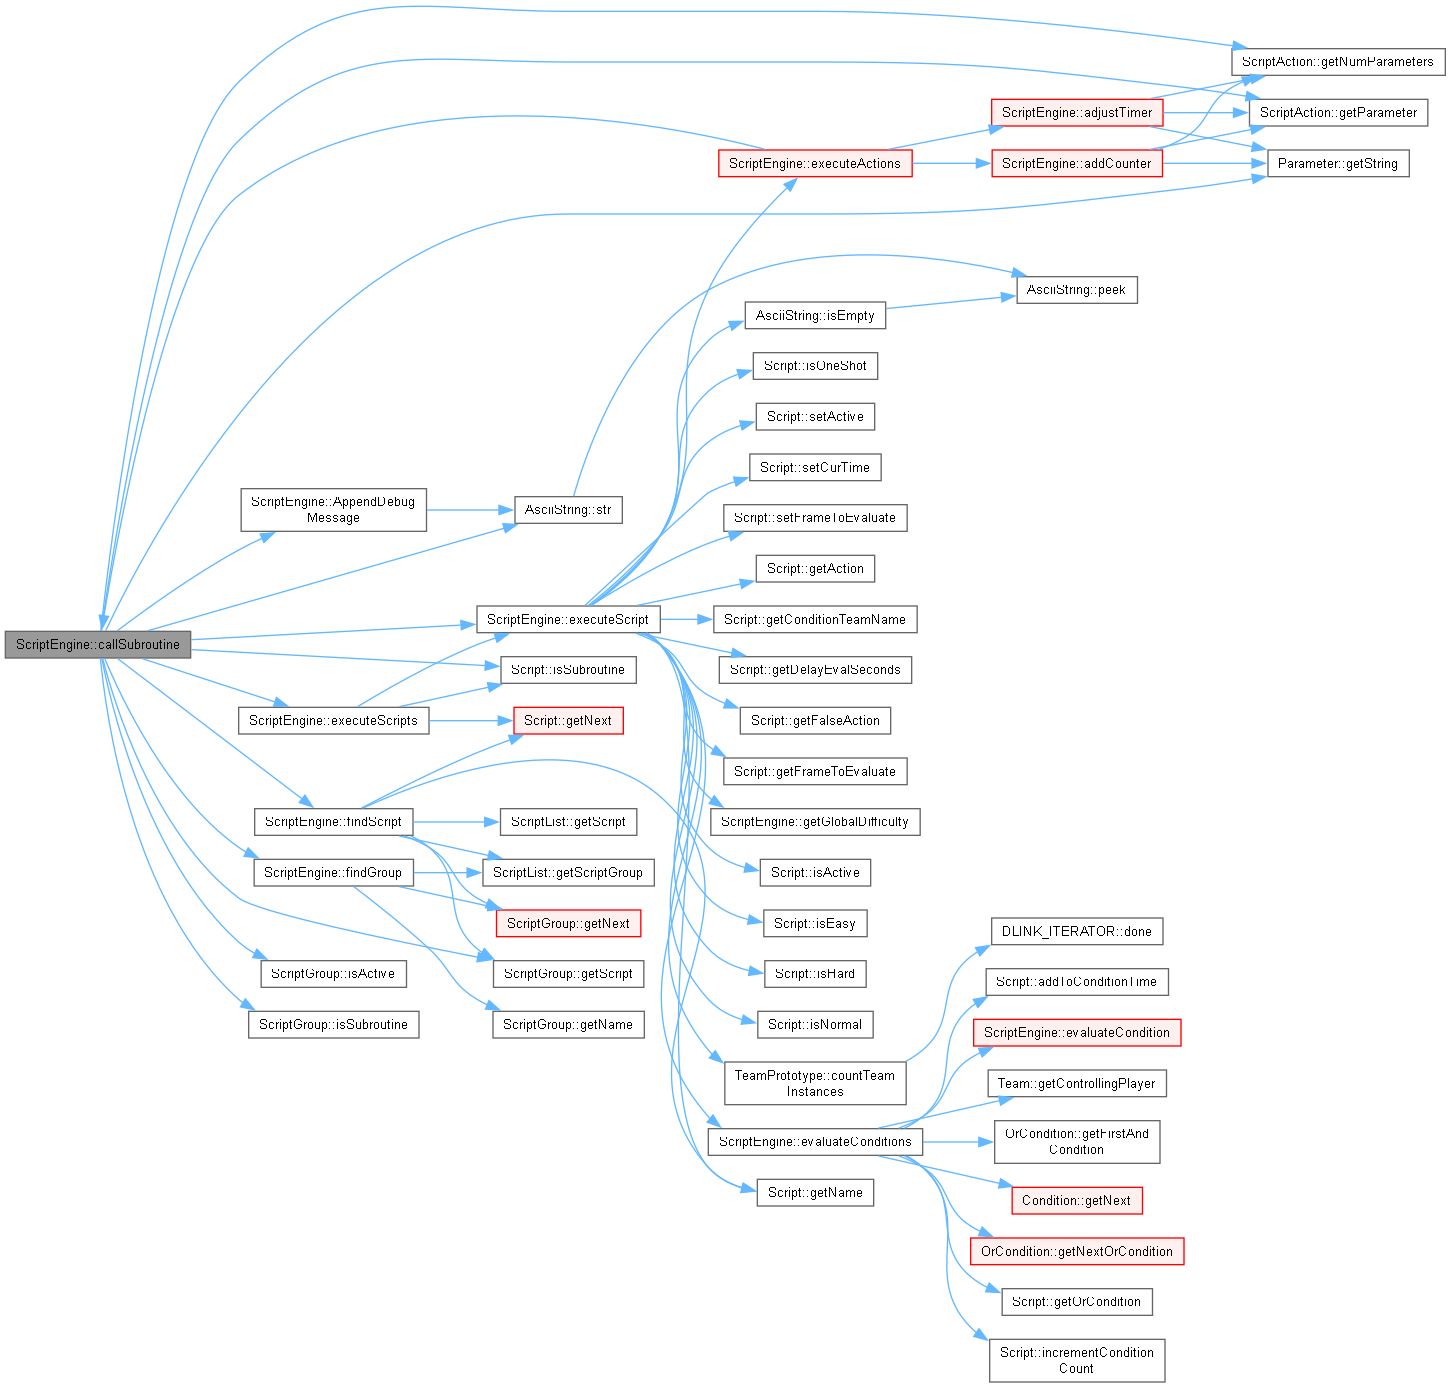 ScriptAction::getNumParameters
ScriptEngine::adjustTimer
ScriptAction::getParameter
ScriptEngine::executeActions
ScriptEngine::addCounter
Parameter::getString
AsciiString::peek
AsciiString::isEmpty
Script::isOneShot
Script::setActive
Script::setCurTime
ScriptEngine::AppendDebug
Message
AsciiString::str
Script::setFrameToEvaluate
Script::getAction
ScriptEngine::executeScript
Script::getConditionTeamName
ScriptEngine::callSubroutine
Script::isSubroutine
Script::getDelayEvalSeconds
ScriptEngine::executeScripts
Script::getNext
Script::getFalseAction
Script::getFrameToEvaluate
ScriptEngine::findScript
ScriptList::getScript
ScriptEngine::getGlobalDifficulty
ScriptEngine::findGroup
ScriptList::getScriptGroup
Script::isActive
ScriptGroup::getNext
Script::isEasy
DLINK_ITERATOR::done
ScriptGroup::isActive
ScriptGroup::getScript
Script::isHard
Script::addToConditionTime
ScriptGroup::isSubroutine
ScriptGroup::getName
Script::isNormal
ScriptEngine::evaluateCondition
TeamPrototype::countTeam
Instances
Team::getControllingPlayer
ScriptEngine::evaluateConditions
OrCondition::getFirstAnd
Condition
Script::getName
Condition::getNext
OrCondition::getNextOrCondition
Script::getOrCondition
Script::incrementCondition
Count